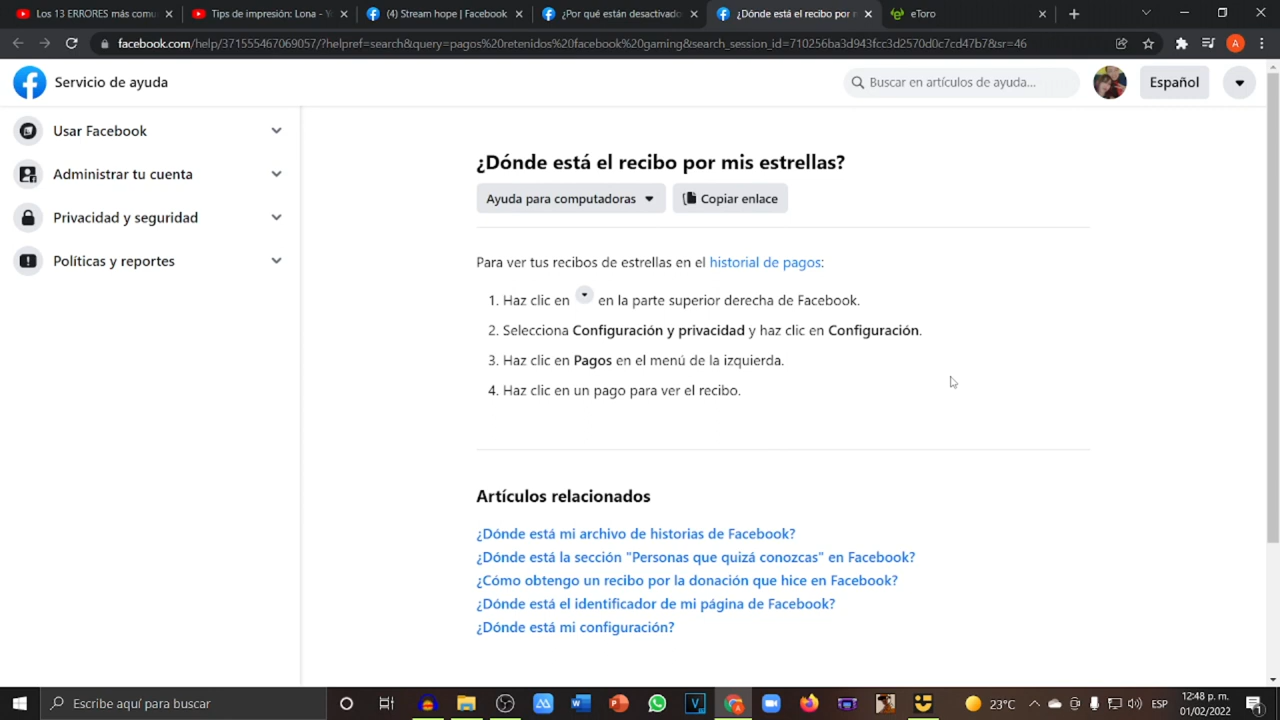 Los 13 ERRORES más comu
Tips de impresión: Lona - Y
(4) Stream hope | Facebook
¿Por qué están desactivado
¿Dónde está el recibo por m
eToro
facebook.com/help/371555467069057/?helpref=search&query=pagos%20retenidos%20facebook%20gaming&search_session_id=710256ba3d943fcc3d2570d0c7cd47b7&sr=46
A
Servicio de ayuda
Buscar en artículos de ayuda...
Español
Usar Facebook
Administrar tu cuenta
Privacidad y seguridad
Políticas y reportes
¿Dónde está el recibo por mis estrellas?
Ayuda para computadoras
Copiar enlace
Para ver tus recibos de estrellas en el historial de pagos:
1. Haz clic en en la parte superior derecha de Facebook.
2. Selecciona Configuración y privacidad y haz clic en Configuración.
3. Haz clic en Pagos en el menú de la izquierda.
4. Haz clic en un pago para ver el recibo.
Artículos relacionados
¿Dónde está mi archivo de historias de Facebook?
¿Dónde está la sección "Personas que quizá conozcas" en Facebook?
¿Cómo obtengo un recibo por la donación que hice en Facebook?
¿Dónde está el identificador de mi página de Facebook?
¿Dónde está mi configuración?
Escribe aquí para buscar
23°C
ESP
12:48 p. m.
01/02/2022